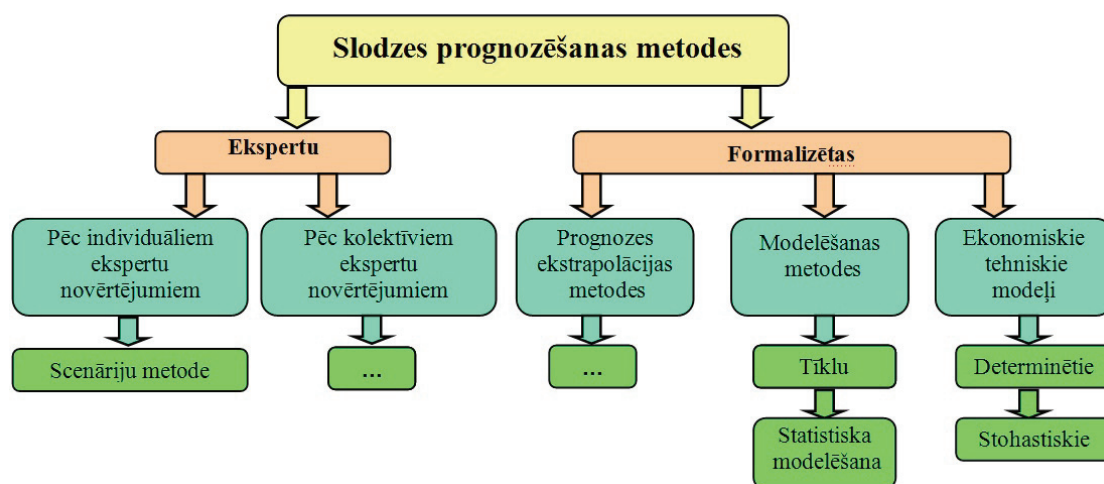 Slodzes prognozēšanas metodes
Ekspertu
Formalizētas
Pēc individuāliem
ekspertu
novērtējumiem
Pēc kolektīviem
ekspertu
novērtējumiem
Prognozes
ekstrapolācijas
metodes
Modelēšanas
metodes
Ekonomiskie
tehniskie
modeļi
Scenāriju metode
...
...
Tīklu
Determinētie
Statistiska
modelēšana
Stohastiskie